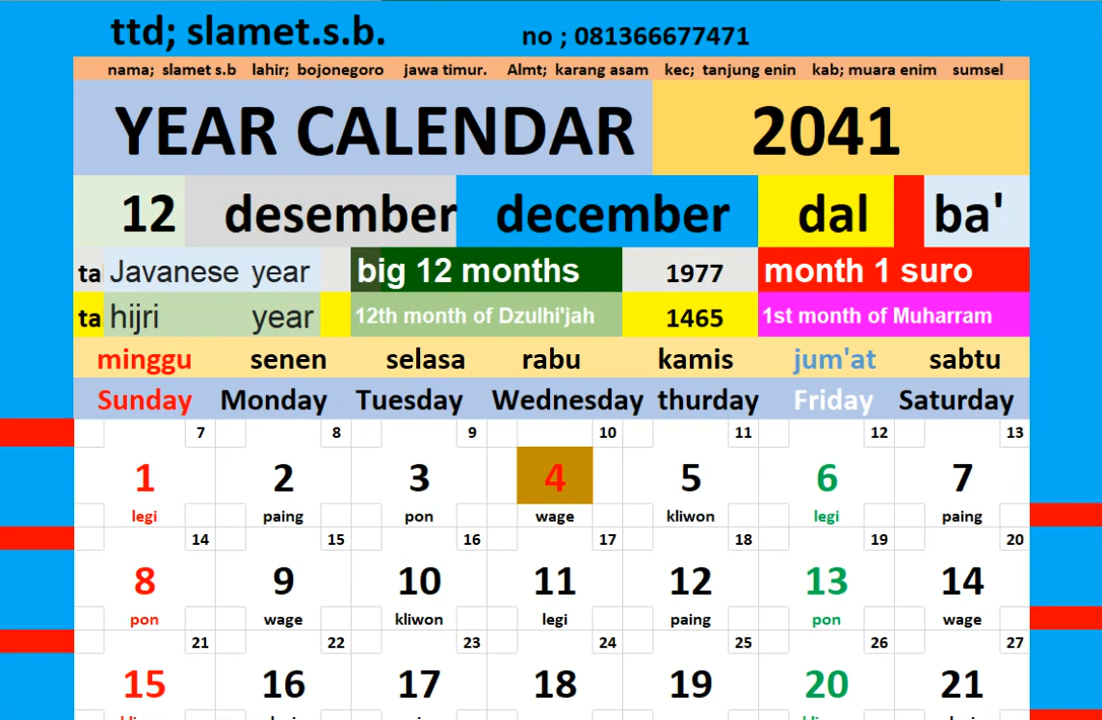 ttd; slamet.s.b. no ; 081366677471
nama; slamet s.b lahir; bojonegoro jawa timur. Almt; karang asam kec; tanjung enin kab; muara enim sumsel
YEAR CALENDAR 2041
12 desember december dal ba'
ta Javanese year big 12 months 1977 month 1 suro
ta hijri year 12th month of Dzulhi'jah 1465 1st month of Muharram
minggu senen selasa rabu kamis jum'at sabtu
Sunday Monday Tuesday Wednesday thurday Friday Saturday
7 8 9 10 11 12 13
1 2 3 4 5 6 7
legi paing pon wage kliwon legi paing
14 15 16 17 18 19 20
8 9 10 11 12 13 14
pon wage kliwon legi paing pon wage
21 22 23 24 25 26 27
15 16 17 18 19 20 21